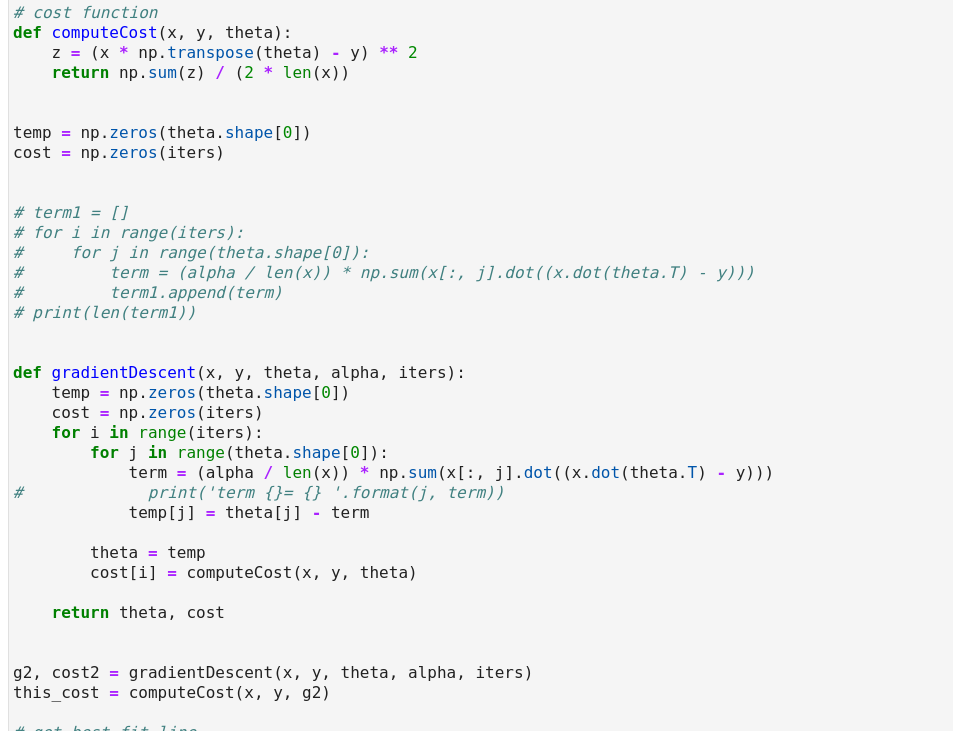 # cost function
def computeCost(x, y, theta):
    z = (x * np.transpose(theta) - y) ** 2
    return np.sum(z) / (2 * len(x))
temp = np.zeros(theta.shape[0])
cost = np.zeros(iters)
# term1 = []
# for i in range(iters):
#     for j in range(theta.shape[0]):
#         term = (alpha / len(x)) * np.sum(x[:, j].dot((x.dot(theta.T) - y)))
#         term1.append(term)
# print(len(term1))
def gradientDescent(x, y, theta, alpha, iters):
    temp = np.zeros(theta.shape[0])
    cost = np.zeros(iters)
    for i in range(iters):
        for j in range(theta.shape[0]):
            term = (alpha / len(x)) * np.sum(x[:, j].dot((x.dot(theta.T) - y)))
#             print('term {}= {} '.format(j, term))
            temp[j] = theta[j] - term
        theta = temp
        cost[i] = computeCost(x, y, theta)
    return theta, cost
g2, cost2 = gradientDescent(x, y, theta, alpha, iters)
this_cost = computeCost(x, y, g2)
# get best fit line